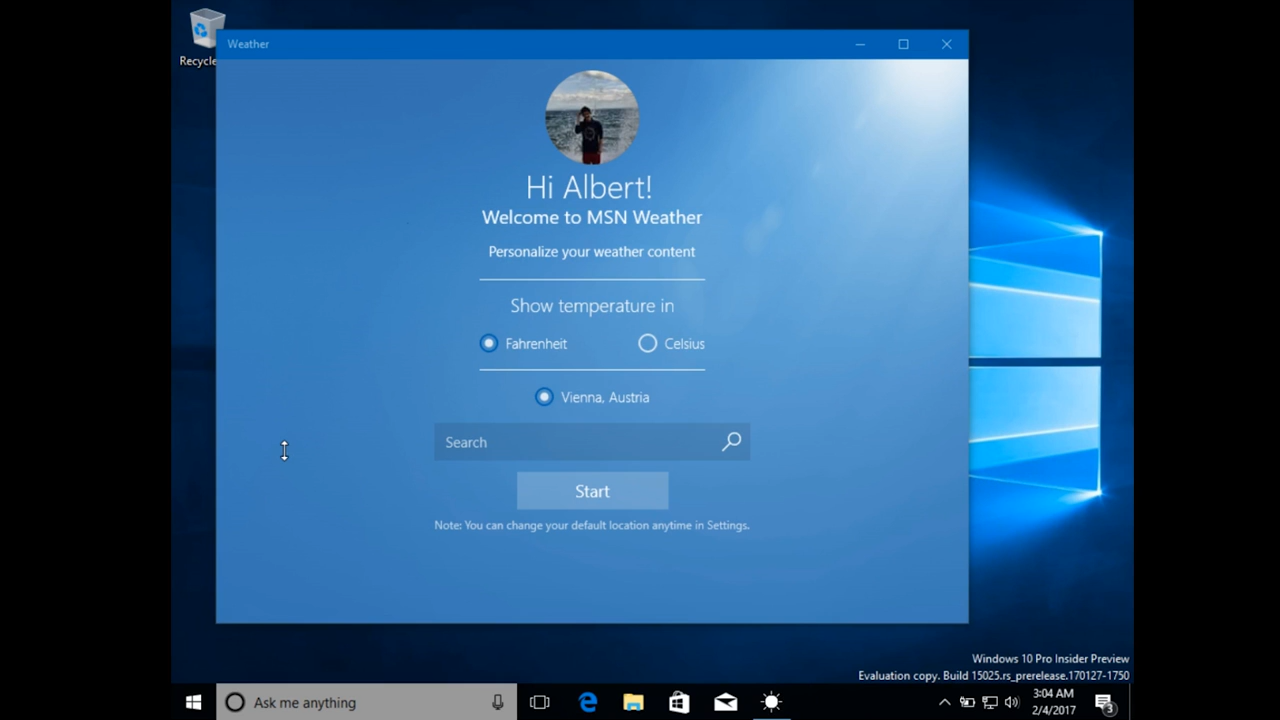 Recycle
Weather
Hi Albert!
Welcome to MSN Weather
Personalize your weather content
Show temperature in
Fahrenheit Celsius
Vienna, Austria
Search
Start
Note: You can change your default location anytime in Settings.
Windows 10 Pro Insider Preview
Evaluation copy. Build 15025.rs_prerelease.170127-1750
Ask me anything
3:04 AM
2/4/2017
3